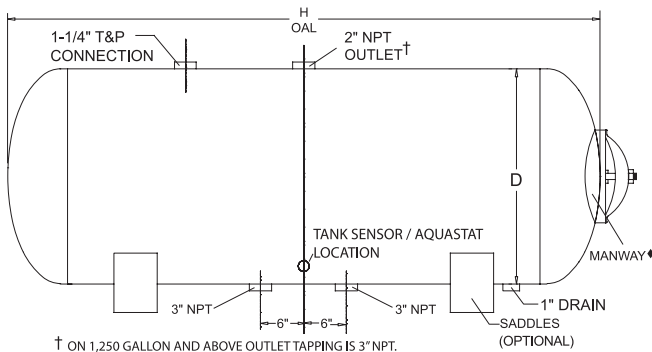 H
OAL
1-1/4" T&P
CONNECTION
2" NPT
OUTLET†
D
TANK SENSOR / AQUASTAT
LOCATION
MANWAY♦
3" NPT
3" NPT
1" DRAIN
6"
6"
SADDLES
(OPTIONAL)
† ON 1,250 GALLON AND ABOVE OUTLET TAPPING IS 3" NPT.